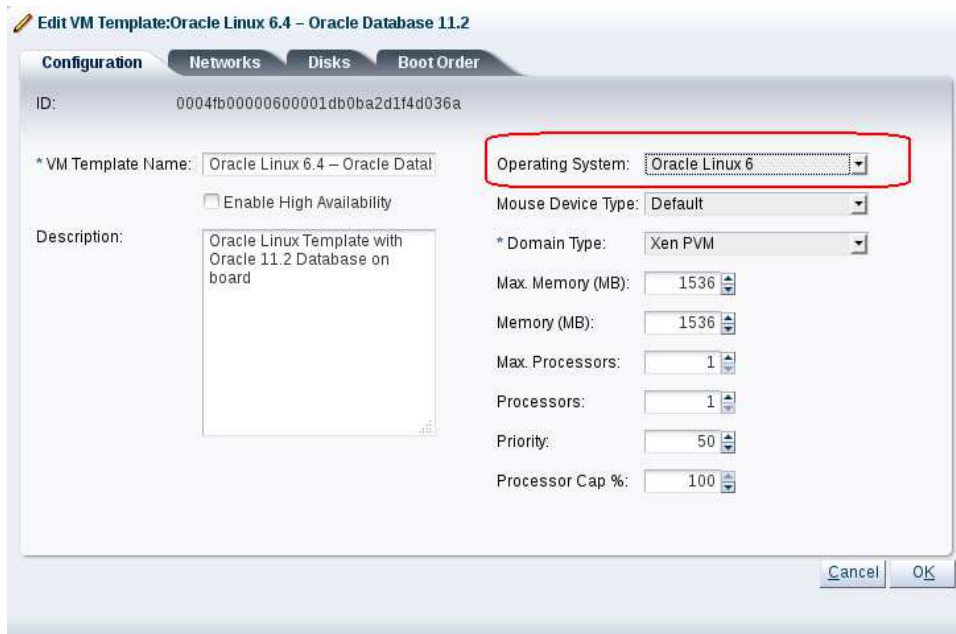 Edit VM Template:Oracle Linux 6.4 – Oracle Database 11.2
Configuration Networks Disks Boot Order
ID: 0004fb00000600001db0ba2d1f4d036a
* VM Template Name: Oracle Linux 6.4 – Oracle Datal
Enable High Availability
Description: Oracle Linux Template with
Oracle 11.2 Database on
board
Operating System: Oracle Linux 6
Mouse Device Type: Default
* Domain Type: Xen PVM
Max. Memory (MB): 1536
Memory (MB): 1536
Max. Processors: 1
Processors: 1
Priority: 50
Processor Cap %: 100
Cancel OK